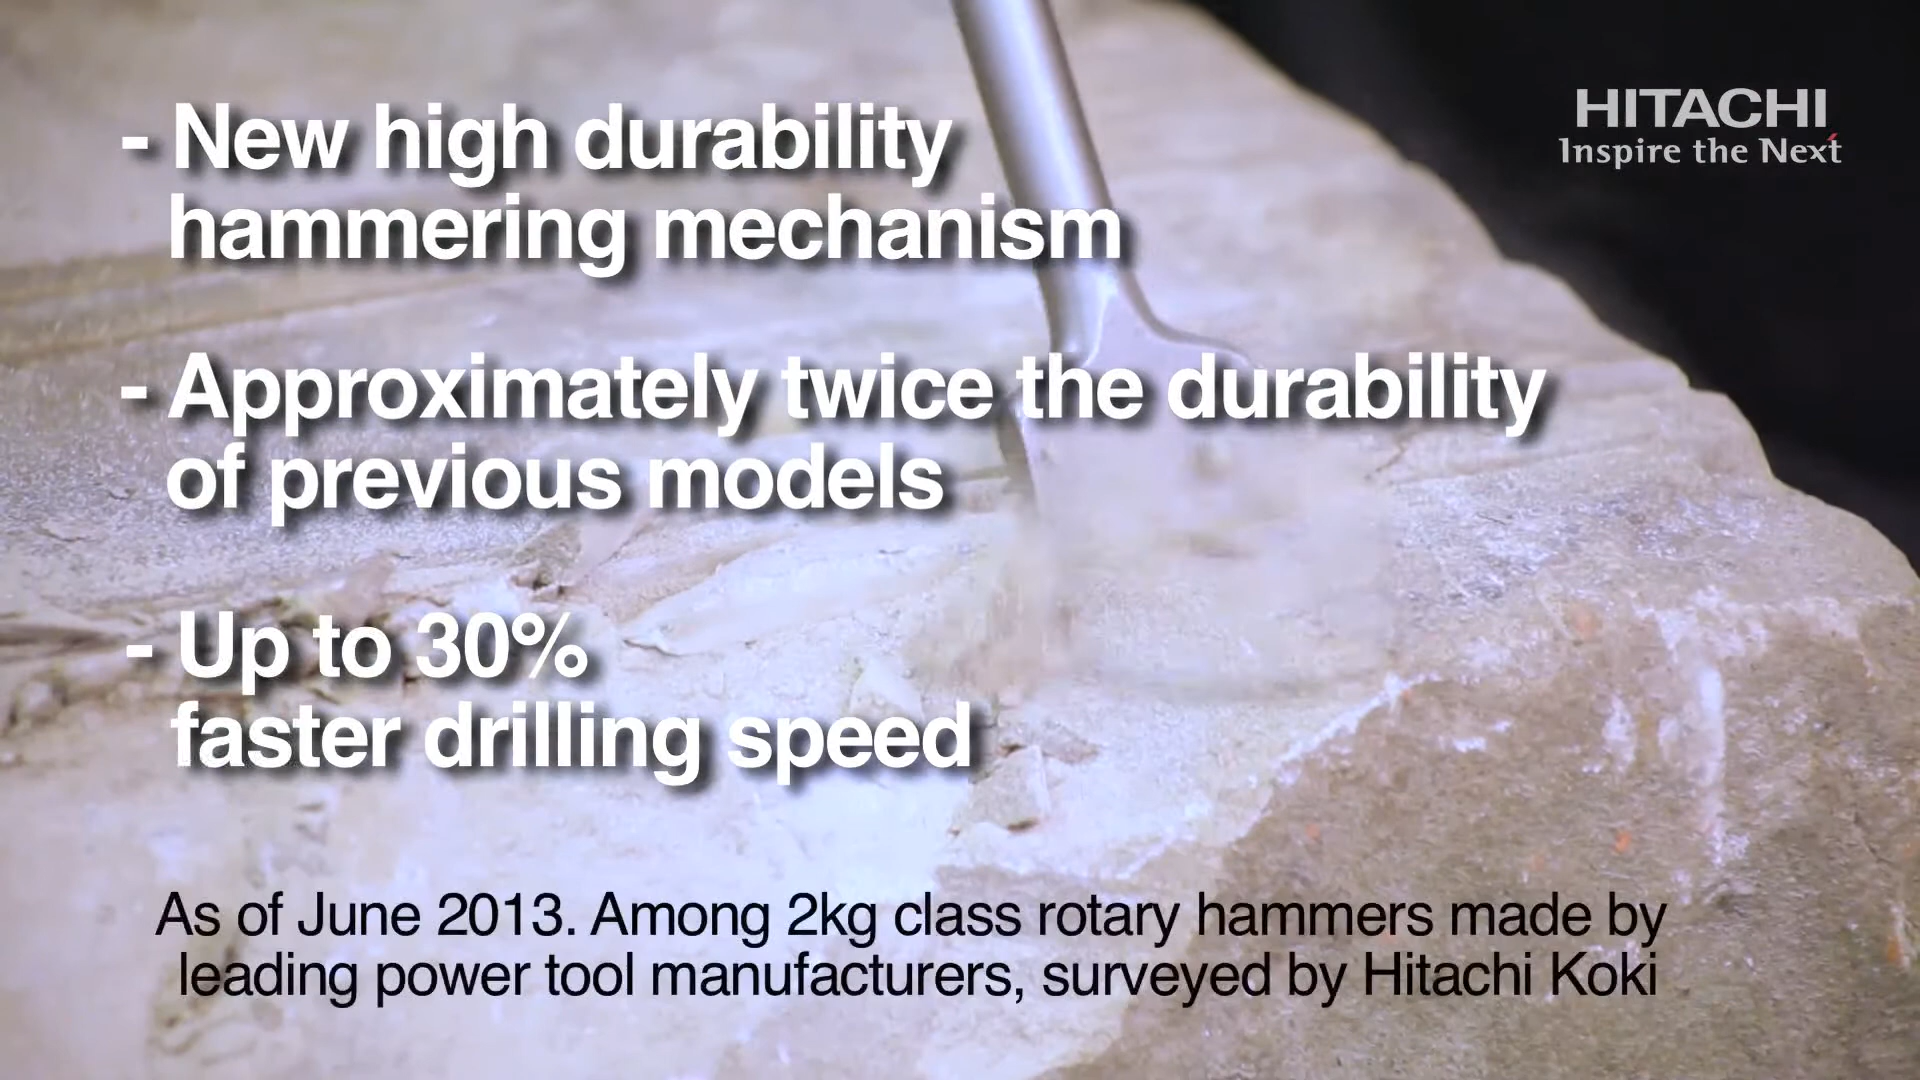 HITACHI
Inspire the Next
- New high durability
hammering mechanism
- Approximately twice the durability
of previous models
- Up to 30%
faster drilling speed
As of June 2013. Among 2kg class rotary hammers made by
leading power tool manufacturers, surveyed by Hitachi Koki